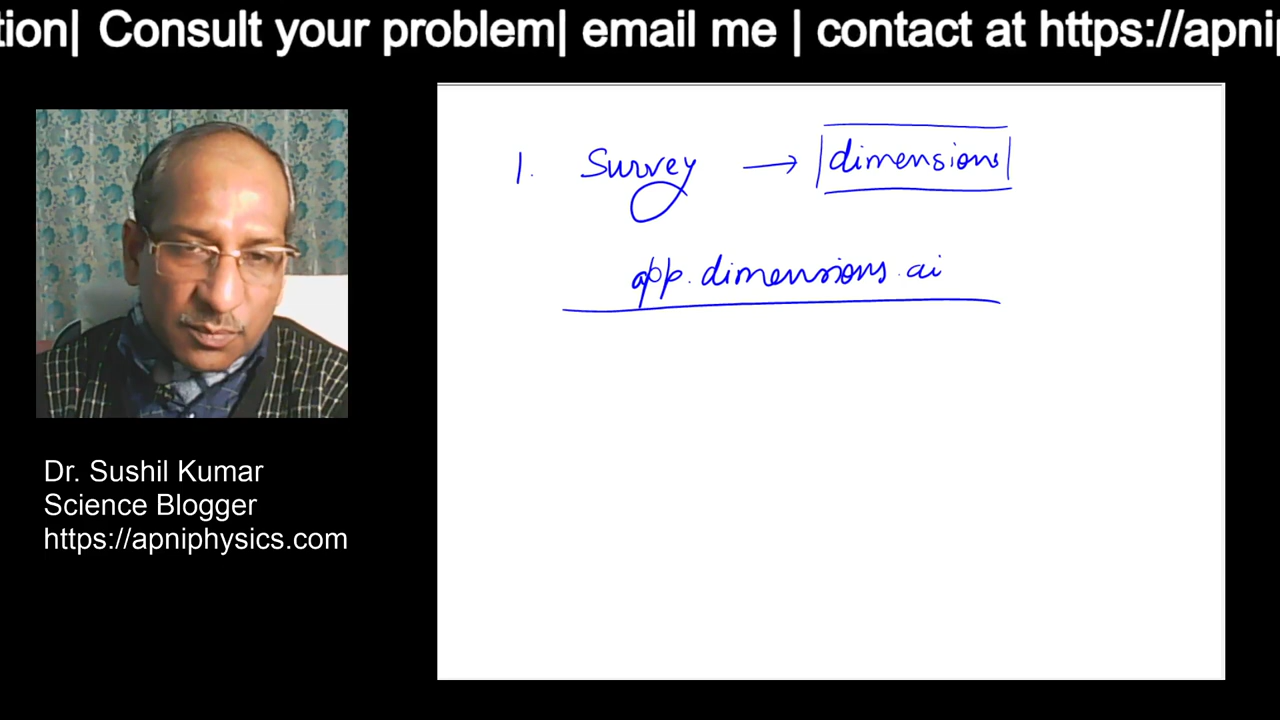 tion| Consult your problem| email me | contact at https://apnip
1. Survey → |dimensions|
app.dimensions.ai
Dr. Sushil Kumar
Science Blogger
https://apniphysics.com